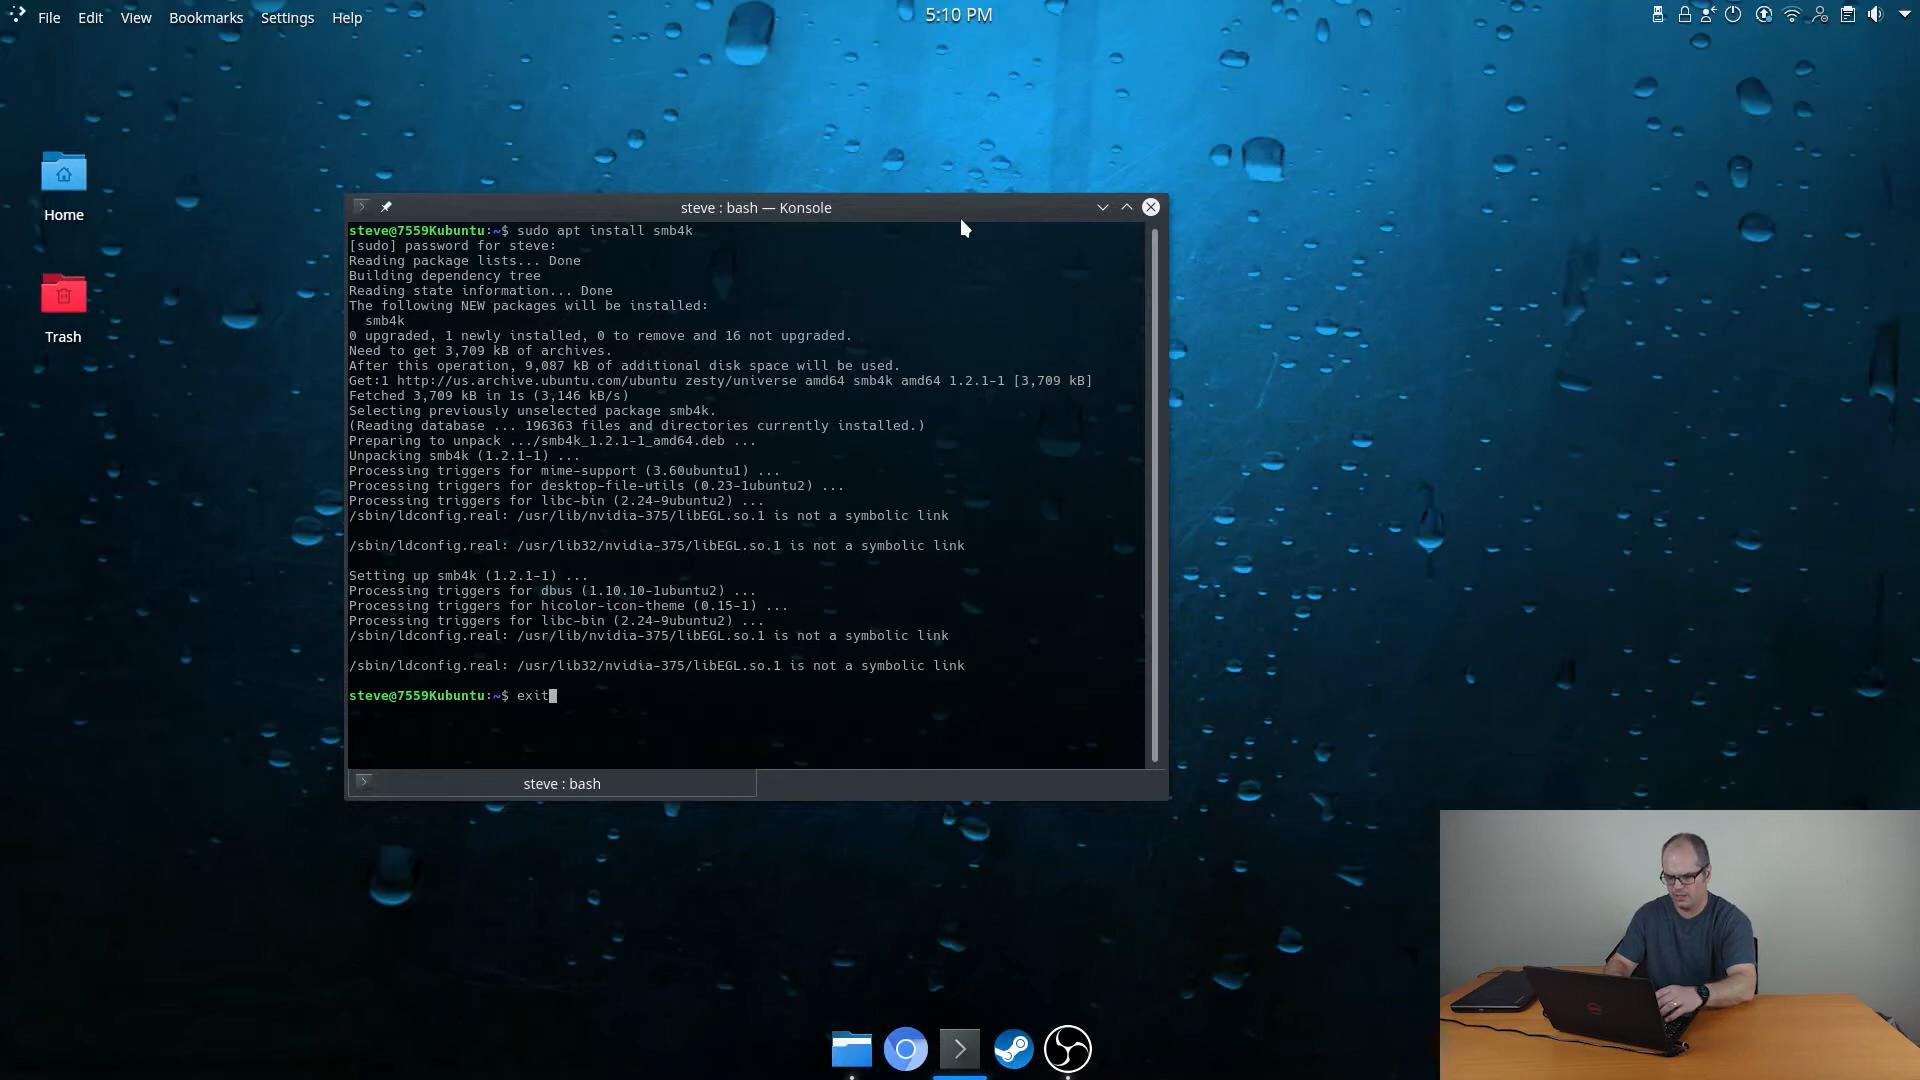 File Edit View Bookmarks Settings Help
5:10 PM
Home
Trash
steve : bash — Konsole
steve@7559Kubuntu:~$ sudo apt install smb4k
[sudo] password for steve:
Reading package lists... Done
Building dependency tree
Reading state information... Done
The following NEW packages will be installed:
smb4k
0 upgraded, 1 newly installed, 0 to remove and 16 not upgraded.
Need to get 3,709 kB of archives.
After this operation, 9,087 kB of additional disk space will be used.
Get:1 http://us.archive.ubuntu.com/ubuntu zesty/universe amd64 smb4k amd64 1.2.1-1 [3,709 kB]
Fetched 3,709 kB in 1s (3,146 kB/s)
Selecting previously unselected package smb4k.
(Reading database ... 196363 files and directories currently installed.)
Preparing to unpack .../smb4k_1.2.1-1_amd64.deb ...
Unpacking smb4k (1.2.1-1) ...
Processing triggers for mime-support (3.60ubuntu1) ...
Processing triggers for desktop-file-utils (0.23-1ubuntu2) ...
Processing triggers for libc-bin (2.24-9ubuntu2) ...
/sbin/ldconfig.real: /usr/lib/nvidia-375/libEGL.so.1 is not a symbolic link
/sbin/ldconfig.real: /usr/lib32/nvidia-375/libEGL.so.1 is not a symbolic link
Setting up smb4k (1.2.1-1) ...
Processing triggers for dbus (1.10.10-1ubuntu2) ...
Processing triggers for hicolor-icon-theme (0.15-1) ...
Processing triggers for libc-bin (2.24-9ubuntu2) ...
/sbin/ldconfig.real: /usr/lib/nvidia-375/libEGL.so.1 is not a symbolic link
/sbin/ldconfig.real: /usr/lib32/nvidia-375/libEGL.so.1 is not a symbolic link
steve@7559Kubuntu:~$ exit
steve : bash